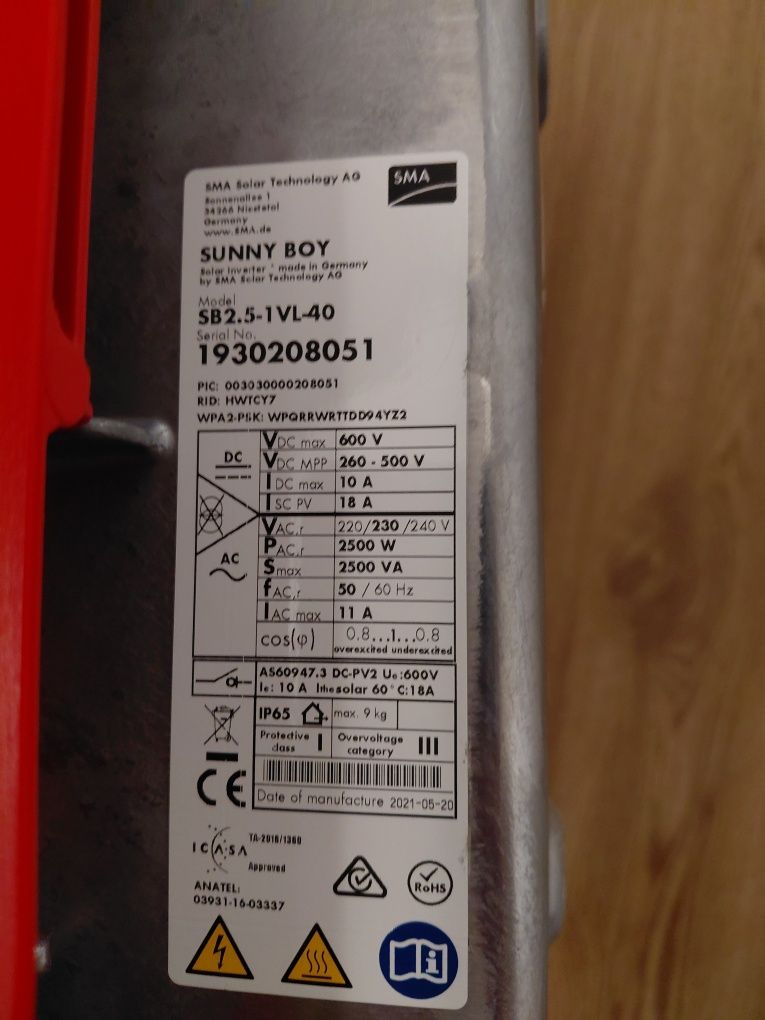 SMA Solar Technology AG
Sonnenallee 1
34266 Niestetal
Germany
www.SMA.de
SMA
SUNNY BOY
Solar Inverter * made in Germany
by SMA Solar Technology AG
Model
SB2.5-1VL-40
Serial No.
1930208051
PIC: 003030000208051
RID: HWTCY7
WPA2-PSK: WPQRRWRTTDD94YZ2
DC
VDC max 600 V
VDC MPP 260 - 500 V
IDC max 10 A
ISC PV 18 A
AC
VAC,r 220/230/240 V
PAC,r 2500 W
Smax 2500 VA
fAC,r 50 / 60 Hz
IAC max 11 A
cos(φ) 0.8...1...0.8
overexcited underexcited
AS60947.3 DC-PV2 Ue:600V
Ie: 10 A Ithesolar 60°C:18A
IP65 max. 9 kg
Protective class I Overvoltage category III
CE
Date of manufacture 2021-05-20
ICASA
TA-2016/1360
Approved
ANATEL:
03931-16-03337
RoHS
i